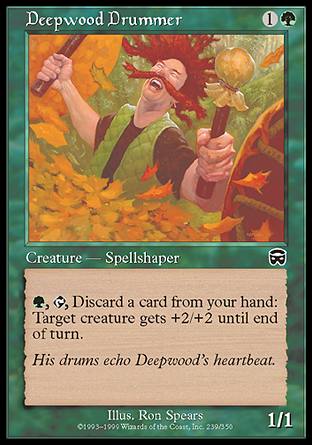 Deepwood Drummer 1
Creature — Spellshaper
, , Discard a card from your hand:
Target creature gets +2/+2 until end
of turn.
His drums echo Deepwood's heartbeat.
Illus. Ron Spears
©1993–1999 Wizards of the Coast, Inc. 239/350
1/1